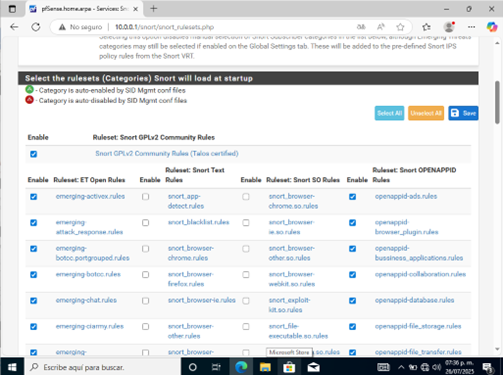 pfSense.home.arpa - Services: Sn
No seguro
10.0.0.1/snort/snort_rulesets.php
Selecting this option disables manual selection of Snort Subscriber categories in the list below, although Emerging Threats
categories may still be selected if enabled on the Global Settings tab. These will be added to the pre-defined Snort IPS
policy rules from the Snort VRT.
Select the rulesets (Categories) Snort will load at startup
- Category is auto-enabled by SID Mgmt conf files
- Category is auto-disabled by SID Mgmt conf files
Select All Unselect All Save
Enable Ruleset: Snort GPLv2 Community Rules
Snort GPLv2 Community Rules (Talos certified)
Enable Ruleset: ET Open Rules Enable Ruleset: Snort Text Rules Enable Ruleset: Snort SO Rules Enable Ruleset: Snort OPENAPPID Rules
emerging-activex.rules snort_app-detect.rules snort_browser-chrome.so.rules openappid-ads.rules
emerging-attack_response.rules snort_blacklist.rules snort_browser-ie.so.rules openappid-browser_plugin.rules
emerging-botcc.portgrouped.rules snort_browser-chrome.rules snort_browser-other.so.rules openappid-bussiness_applications.rules
emerging-botcc.rules snort_browser-firefox.rules snort_browser-webkit.so.rules openappid-collaboration.rules
emerging-chat.rules snort_browser-ie.rules snort_exploit-kit.so.rules openappid-database.rules
emerging-ciarmy.rules snort_browser-other.rules snort_file-executable.so.rules openappid-file_storage.rules
emerging- snort_browser- .so.rules openappid-file_transfer.rules
Microsoft Store
Escribe aquí para buscar.
07:36 p. m.
26/07/2025